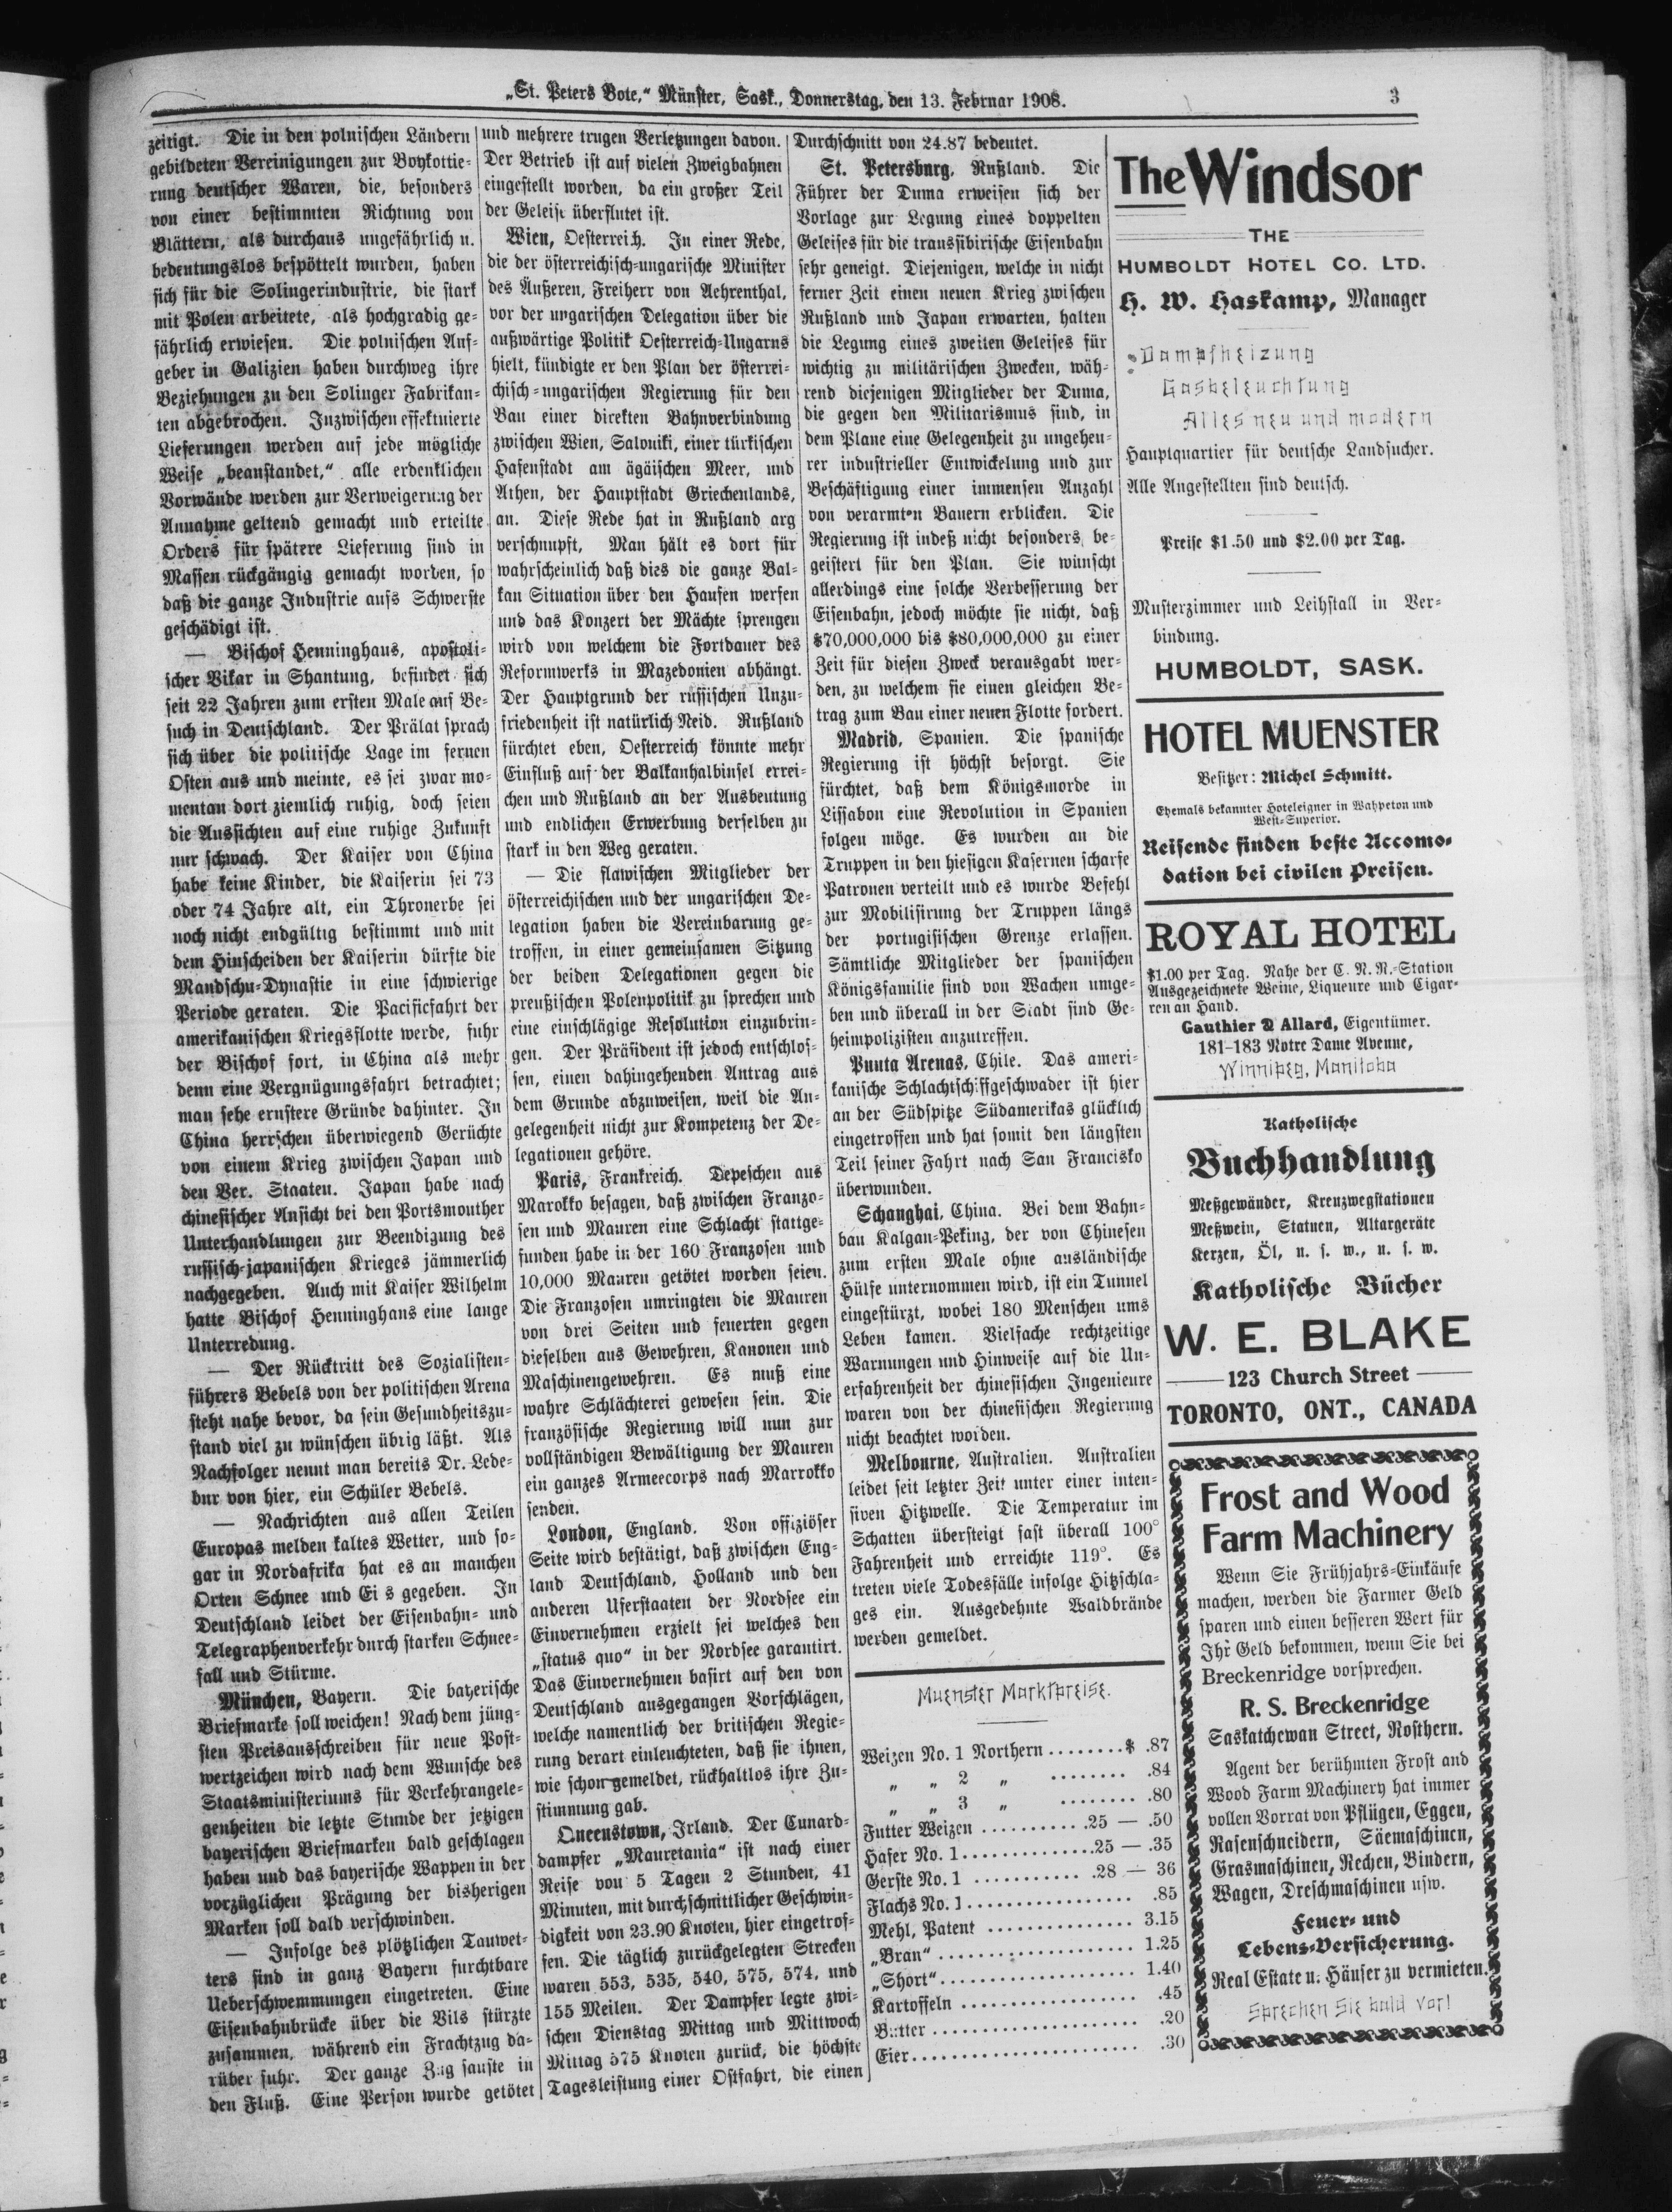 „St. Peters Bote," Münster, Sask., Donnerstag, den 13. Februar 1908.
3
zeitigt. Die in den polnischen Ländern
gebildeten Vereinigungen zur Boykottie-
rung deutscher Waren, die, besonders
von einer bestimmten Richtung von
Blättern, als durchaus ungefährlich u.
bedeutungslos bespöttelt wurden, haben
sich für die Solingerindustrie, die stark
mit Polen arbeitete, als hochgradig ge-
fährlich erwiesen. Die polnischen Auf-
geber in Galizien haben durchweg ihre
Beziehungen zu den Solinger Fabrikan-
ten abgebrochen. Inzwischen effektuierte
Lieferungen werden auf jede mögliche
Weise „beanstandet," alle erdenklichen
Vorwände werden zur Verweigerung der
Annahme geltend gemacht und erteilte
Orders für spätere Lieferung sind in
Massen rückgängig gemacht worden, so
daß die ganze Industrie aufs Schwerste
geschädigt ist.
— Bischof Henninghaus, apostoli-
scher Vikar in Shantung, befindet sich
seit 22 Jahren zum ersten Male auf Be-
such in Deutschland. Der Prälat sprach
sich über die politische Lage im fernen
Osten aus und meinte, es sei zwar mo-
mentan dort ziemlich ruhig, doch seien
die Aussichten auf eine ruhige Zukunft
nur schwach. Der Kaiser von China
habe keine Kinder, die Kaiserin sei 73
oder 74 Jahre alt, ein Thronerbe sei
noch nicht endgültig bestimmt und mit
dem Hinscheiden der Kaiserin dürfte die
Mandschu-Dynastie in eine schwierige
Periode geraten. Die Pacificfahrt der
amerikanischen Kriegsflotte werde, fuhr
der Bischof fort, in China als mehr
denn eine Vergnügungsfahrt betrachtet;
man sehe ernstere Gründe dahinter. In
China herrschen überwiegend Gerüchte
von einem Krieg zwischen Japan und
den Ver. Staaten. Japan habe nach
chinesischer Ansicht bei den Portsmouther
Unterhandlungen zur Beendigung des
russisch-japanischen Krieges jämmerlich
nachgegeben. Auch mit Kaiser Wilhelm
hatte Bischof Henninghans eine lange
Unterredung.
— Der Rücktritt des Sozialisten-
führers Bebels von der politischen Arena
steht nahe bevor, da sein Gesundheitszu-
stand viel zu wünschen übrig läßt. Als
Nachfolger nennt man bereits Dr. Lede-
bur von hier, ein Schüler Bebels.
— Nachrichten aus allen Teilen
Europas melden kaltes Wetter, und so-
gar in Nordafrika hat es an manchen
Orten Schnee und Ei s gegeben. In
Deutschland leidet der Eisenbahn- und
Telegraphenverkehr durch starken Schnee-
fall und Stürme.
München, Bayern. Die bayerische
Briefmarke soll weichen! Nach dem jüng-
sten Preisausschreiben für neue Post-
wertzeichen wird nach dem Wunsche des
Staatsministeriums für Verkehrangele-
genheiten die letzte Stunde der jetzigen
bayerischen Briefmarken bald geschlagen
haben und das bayerische Wappen in der
vorzüglichen Prägung der bisherigen
Marken soll bald verschwinden.
— Infolge des plötzlichen Tauwet-
ters sind in ganz Bayern furchtbare
Ueberschwemmungen eingetreten. Eine
Eisenbahnbrücke über die Vils stürzte
zusammen, während ein Frachtzug da-
rüber fuhr. Der ganze Zug sauste in
den Fluß. Eine Person wurde getötet
und mehrere trugen Verletzungen davon.
Der Betrieb ist auf vielen Zweigbahnen
eingestellt worden, da ein großer Teil
der Geleise überflutet ist.
Wien, Oesterreich. In einer Rede,
die der österreichisch-ungarische Minister
des Äußeren, Freiherr von Aehrenthal,
vor der ungarischen Delegation über die
außwärtige Politik Oesterreich-Ungarns
hielt, kündigte er den Plan der österrei-
chisch-ungarischen Regierung für den
Bau einer direkten Bahnverbindung
zwischen Wien, Saloniki, einer türkischen
Hafenstadt am ägäischen Meer, und
Athen, der Hauptstadt Griechenlands,
an. Diese Rede hat in Rußland arg
verschnupft, Man hält es dort für
wahrscheinlich daß dies die ganze Bal-
kan Situation über den Haufen werfen
und das Konzert der Mächte sprengen
wird von welchem die Fortdauer des
Reformwerks in Mazedonien abhängt.
Der Hauptgrund der russischen Unzu-
friedenheit ist natürlich Neid. Rußland
fürchtet eben, Oesterreich könnte mehr
Einfluß auf der Balkanhalbinsel errei-
chen und Rußland an der Ausbeutung
und endlichen Erwerbung derselben zu
stark in den Weg geraten.
— Die slawischen Mitglieder der
österreichischen und der ungarischen De-
legation haben die Vereinbarung ge-
troffen, in einer gemeinsamen Sitzung
der beiden Delegationen gegen die
preußischen Polenpolitik zu sprechen und
eine einschlägige Resolution einzubrin-
gen. Der Präsident ist jedoch entschlos-
sen, einen dahingehenden Antrag aus
dem Grunde abzuweisen, weil die An-
gelegenheit nicht zur Kompetenz der De-
legationen gehöre.
Paris, Frankreich. Depeschen aus
Marokko besagen, daß zwischen Franzo-
sen und Mauren eine Schlacht stattge-
funden habe in der 160 Franzosen und
10,000 Mauren getötet worden seien.
Die Franzosen umringten die Mauren
von drei Seiten und feuerten gegen
dieselben aus Gewehren, Kanonen und
Maschinengewehren. Es muß eine
wahre Schlächterei gewesen sein. Die
französische Regierung will nun zur
vollständigen Bewältigung der Mauren
ein ganzes Armeecorps nach Marrokko
senden.
London, England. Von offiziöser
Seite wird bestätigt, daß zwischen Eng-
land Deutschland, Holland und den
anderen Uferstaaten der Nordsee ein
Einvernehmen erzielt sei welches den
„status quo" in der Nordsee garantirt.
Das Einvernehmen basirt auf den von
Deutschland ausgegangen Vorschlägen,
welche namentlich der britischen Regie-
rung derart einleuchteten, daß sie ihnen,
wie schon gemeldet, rückhaltlos ihre Zu-
stimmung gab.
Queenstown, Irland. Der Cunard-
dampfer „Mauretania" ist nach einer
Reise von 5 Tagen 2 Stunden, 41
Minuten, mit durchschnittlicher Geschwin-
digkeit von 23.90 Knoten, hier eingetrof-
fen. Die täglich zurückgelegten Strecken
waren 553, 535, 540, 575, 574, und
155 Meilen. Der Dampfer legte zwi-
schen Dienstag Mittag und Mittwoch
Mittag 575 Knoten zurück, die höchste
Tagesleistung einer Ostfahrt, die einen
Durchschnitt von 24.87 bedeutet.
St. Petersburg, Rußland. Die
Führer der Duma erweisen sich der
Vorlage zur Legung eines doppelten
Geleises für die transsibirische Eisenbahn
sehr geneigt. Diejenigen, welche in nicht
ferner Zeit einen neuen Krieg zwischen
Rußland und Japan erwarten, halten
die Legung eines zweiten Geleises für
wichtig zu militärischen Zwecken, wäh-
rend diejenigen Mitglieder der Duma,
die gegen den Militarismus sind, in
dem Plane eine Gelegenheit zu ungeheu-
rer industrieller Entwickelung und zur
Beschäftigung einer immensen Anzahl
von verarmten Bauern erblicken. Die
Regierung ist indeß nicht besonders be-
geistert für den Plan. Sie wünscht
allerdings eine solche Verbesserung der
Eisenbahn, jedoch möchte sie nicht, daß
$70,000,000 bis $80,000,000 zu einer
Zeit für diesen Zweck verausgabt wer-
den, zu welchem sie einen gleichen Be-
trag zum Bau einer neuen Flotte fordert.
Madrid, Spanien. Die spanische
Regierung ist höchst besorgt. Sie
fürchtet, daß dem Königsmorde in
Lissabon eine Revolution in Spanien
folgen möge. Es wurden an die
Truppen in den hiesigen Kasernen scharfe
Patronen verteilt und es wurde Befehl
zur Mobilisirung der Truppen längs
der portugisischen Grenze erlassen.
Sämtliche Mitglieder der spanischen
Königsfamilie sind von Wachen umge-
ben und überall in der Stadt sind Ge-
heimpolizisten anzutreffen.
Punta Arenas, Chile. Das ameri-
kanische Schlachtschiffgeschwader ist hier
an der Südspitze Südamerikas glücklich
eingetroffen und hat somit den längsten
Teil seiner Fahrt nach San Francisko
überwunden.
Schanghai, China. Bei dem Bahn-
bau Kalgan-Peking, der von Chinesen
zum ersten Male ohne ausländische
Hülfe unternommen wird, ist ein Tunnel
eingestürzt, wobei 180 Menschen ums
Leben kamen. Vielfache rechtzeitige
Warnungen und Hinweise auf die Un-
erfahrenheit der chinesischen Ingenieure
waren von der chinesischen Regierung
nicht beachtet worden.
Melbourne, Australien. Australien
leidet seit letzter Zeit unter einer inten-
siven Hitzwelle. Die Temperatur im
Schatten übersteigt fast überall 100°
Fahrenheit und erreichte 119°. Es
treten viele Todesfälle infolge Hitzschla-
ges ein. Ausgedehnte Waldbrände
werden gemeldet.
Muenster Marktpreise.
Weizen No. 1 Northern ........$ .87
„ „ 2 „ ........ .84
„ „ 3 „ ........ .80
Futter Weizen ...........25 — .50
Hafer No. 1..............25 — .35
Gerste No. 1 ...........28 — 36
Flachs No. 1 ................ .85
Mehl, Patent ............... 3.15
„Bran" .................... 1.25
„Short".................... 1.40
Kartoffeln .................. .45
Butter ..................... .20
Eier....................... .30
The Windsor
THE
HUMBOLDT HOTEL CO. LTD.
H. W. Haskamp, Manager
Dampfheizung
Gasbeleuchtung
Alles neu und modern
Hauptquartier für deutsche Landsucher.
Alle Angestellten sind deutsch.
Preise $1.50 und $2.00 per Tag.
Musterzimmer und Leihstall in Ver-
bindung.
HUMBOLDT, SASK.
HOTEL MUENSTER
Besitzer: Michel Schmitt.
Ehemals bekannter Hoteleigner in Wahpeton und
West-Superior.
Reisende finden beste Accomo-
dation bei civilen Preisen.
ROYAL HOTEL
$1.00 per Tag. Nahe der C. N. R.-Station
Ausgezeichnete Weine, Liqueure und Cigar-
ren an Hand.
Gauthier & Allard, Eigentümer.
181-183 Notre Dame Avenue,
Winnipeg, Manitoba
Katholische
Buchhandlung
Meßgewänder, Kreuzwegstationen
Meßwein, Statuen, Altargeräte
Kerzen, Öl, u. s. w., u. s. w.
Katholische Bücher
W. E. BLAKE
123 Church Street
TORONTO, ONT., CANADA
Frost and Wood
Farm Machinery
Wenn Sie Frühjahrs-Einkäufe
machen, werden die Farmer Geld
sparen und einen besseren Wert für
Ihr Geld bekommen, wenn Sie bei
Breckenridge vorsprechen.
R. S. Breckenridge
Saskatchewan Street, Rosthern.
Agent der berühmten Frost and
Wood Farm Machinery hat immer
vollen Vorrat von Pflügen, Eggen,
Rasenschneidern, Säemaschinen,
Grasmaschinen, Rechen, Bindern,
Wagen, Dreschmaschinen usw.
Feuer- und
Lebens-Versicherung.
Real Estate u. Häuser zu vermieten.
Sprechen Sie bald vor!